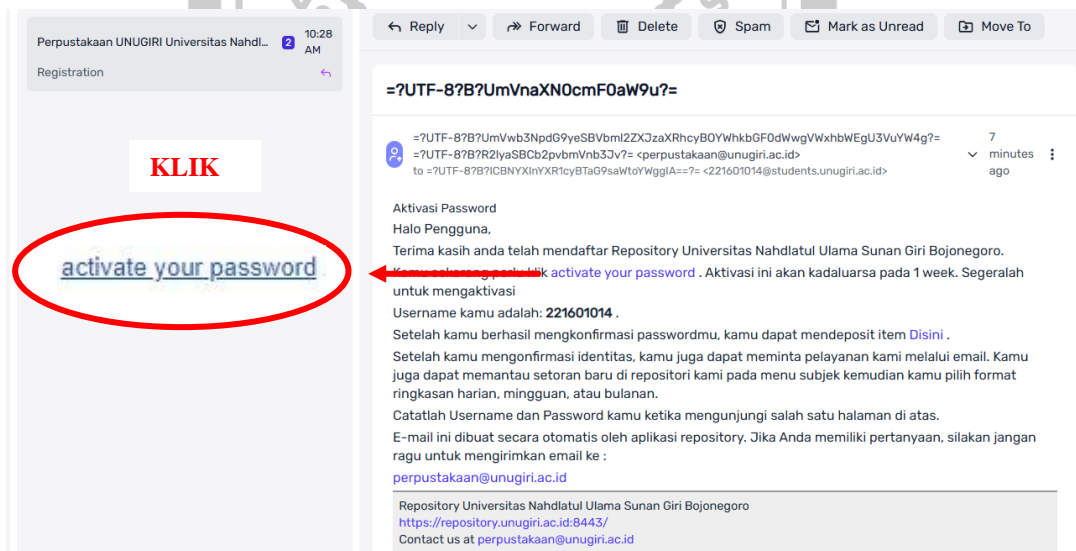 Perpustakaan UNUGIRI Universitas Nahdl... 2 10:28 AM
Registration
KLIK
activate your password
Reply Forward Delete Spam Mark as Unread Move To
=?UTF-8?B?UmVnaXN0cmF0aW9u?=
=?UTF-8?B?UmVwb3NpdG9yeSBVbml2ZXJzaXRhcyBOYWhkbGF0dWwgVWxhbWEgU3VuYW4g?=
=?UTF-8?B?R2lyaSBCb2pvbmVnb3Jv?= <perpustakaan@unugiri.ac.id>
to =?UTF-8?B?ICBNYXInYXR1cyBTaG9saWtoYWggIA==?= <221601014@students.unugiri.ac.id>
7 minutes ago
Aktivasi Password
Halo Pengguna,
Terima kasih anda telah mendaftar Repository Universitas Nahdlatul Ulama Sunan Giri Bojonegoro.
Kamu sekarang perlu klik activate your password . Aktivasi ini akan kadaluarsa pada 1 week. Segeralah
untuk mengaktivasi
Username kamu adalah: 221601014 .
Setelah kamu berhasil mengkonfirmasi passwordmu, kamu dapat mendeposit item Disini .
Setelah kamu mengonfirmasi identitas, kamu juga dapat meminta pelayanan kami melalui email. Kamu
juga dapat memantau setoran baru di repositori kami pada menu subjek kemudian kamu pilih format
ringkasan harian, mingguan, atau bulanan.
Catatlah Username dan Password kamu ketika mengunjungi salah satu halaman di atas.
E-mail ini dibuat secara otomatis oleh aplikasi repository. Jika Anda memiliki pertanyaan, silakan jangan
ragu untuk mengirimkan email ke :
perpustakaan@unugiri.ac.id
Repository Universitas Nahdlatul Ulama Sunan Giri Bojonegoro
https://repository.unugiri.ac.id:8443/
Contact us at perpustakaan@unugiri.ac.id